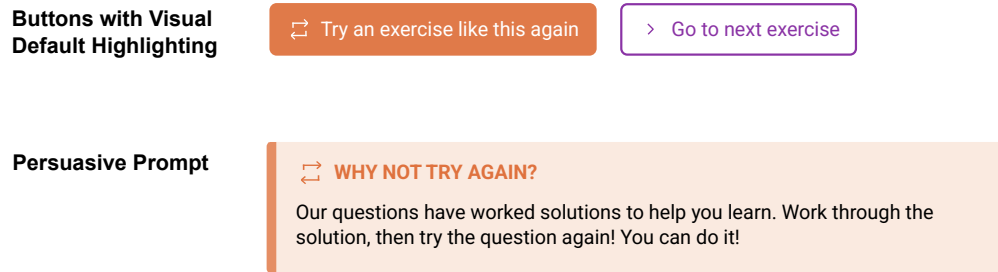 Buttons with Visual
Default Highlighting
Try an exercise like this again
Go to next exercise
Persuasive Prompt
WHY NOT TRY AGAIN?
Our questions have worked solutions to help you learn. Work through the
solution, then try the question again! You can do it!